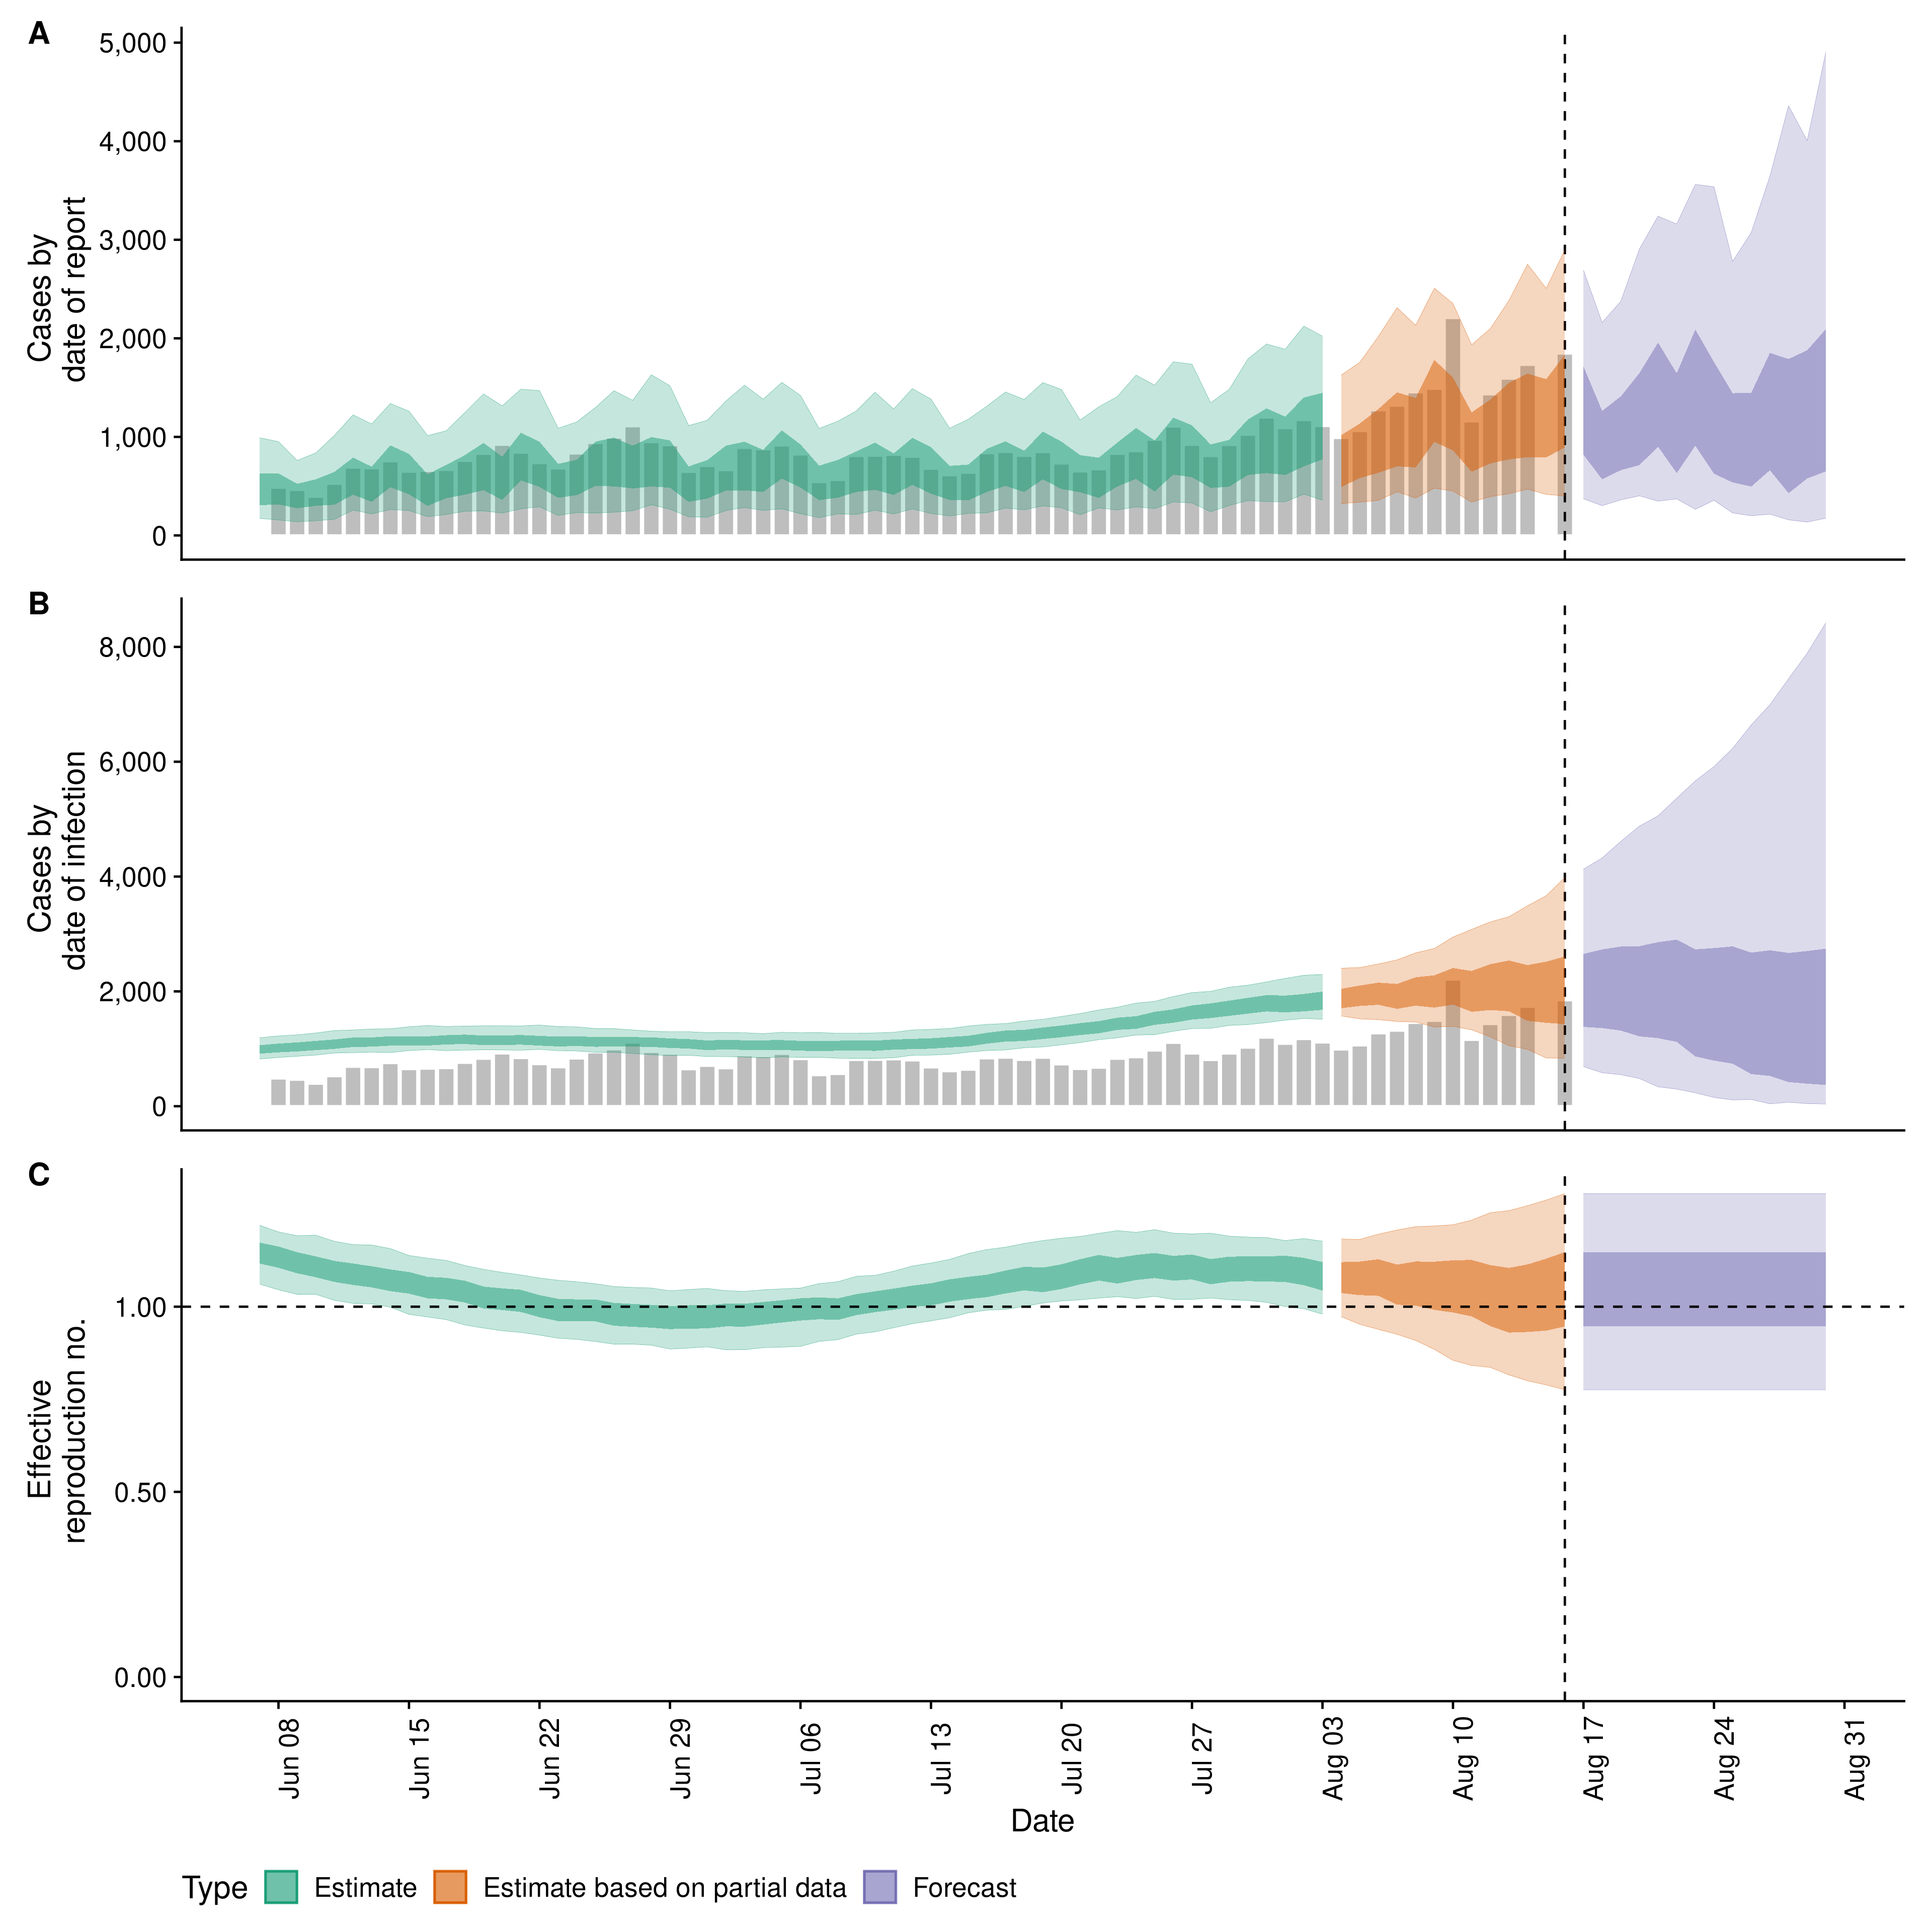 A
Cases by
date of report
5,000
4,000
3,000
2,000
1,000
0
B
Cases by
date of infection
8,000
6,000
4,000
2,000
0
C
Effective
reproduction no.
1.00
0.50
0.00
Jun 08
Jun 15
Jun 22
Jun 29
Jul 06
Jul 13
Jul 20
Jul 27
Aug 03
Aug 10
Aug 17
Aug 24
Aug 31
Date
Type Estimate Estimate based on partial data Forecast